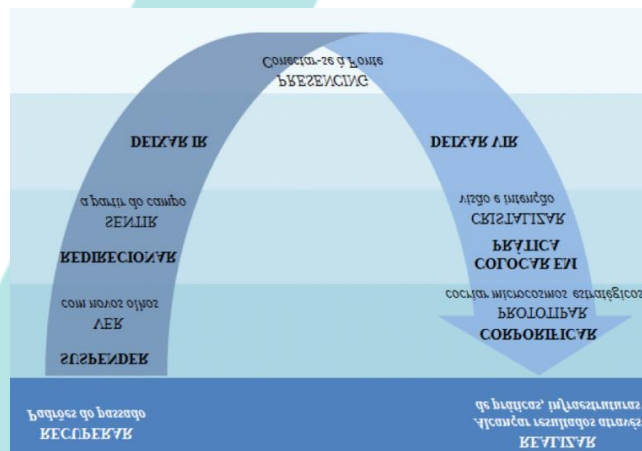 RECUPERAR
Padrões do passado
SUSPENDER
VER
com novos olhos
REDIRECIONAR
SENTIR
a partir do campo
DEIXAR IR
PRESENCING
Conectar-se à Fonte
DEIXAR VIR
CRISTALIZAR
visão e intenção
COLOCAR EM
PRÁTICA
PROTOTIPAR
cocriar microcosmos estratégicos
CORPORIFICAR
REALIZAR
Alcançar resultados através
de práticas, infraestruturas